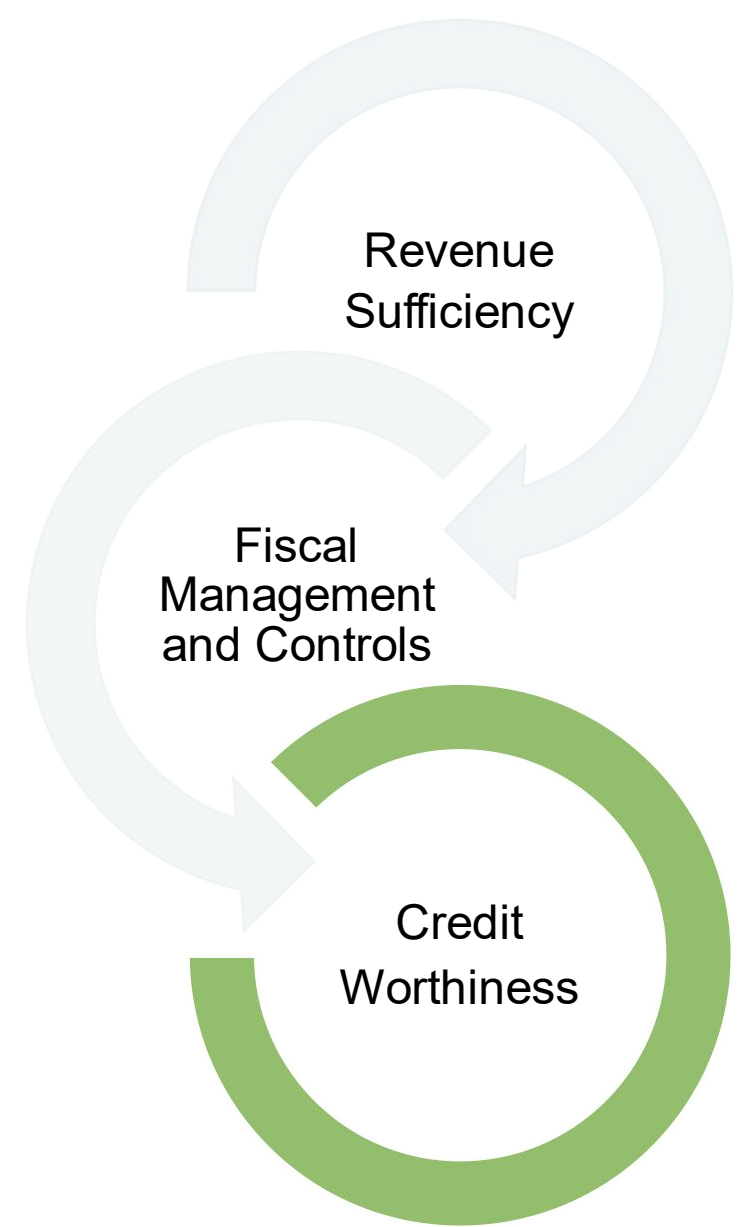 Revenue
Sufficiency
Fiscal
Management
and Controls
Credit
Worthiness